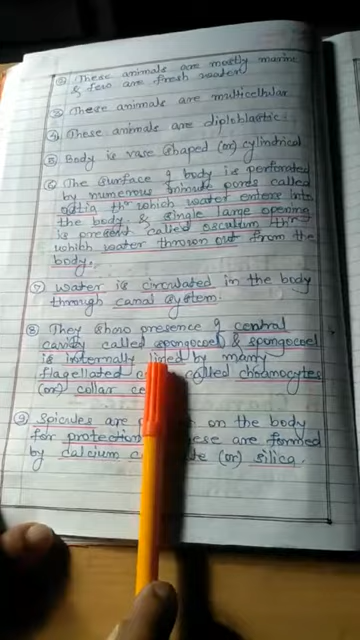 ② These animals are mostly marine
& few are fresh water
③ These animals are multicellular
④ These animals are diploblastic.
⑤ Body is vase shaped (or) cylindrical
⑥ The surface of body is perforated
by numerous minute pores called
ostia thro which water enters into
the body & single large opening
is present called osculum thro
which water thrown out from the
body.
⑦ Water is circulated in the body
through canal system.
⑧ They show presence of central
cavity called spongocoel & spongocoel
is internally lined by many
flagellated called choanocytes
(or) collar
⑨ Spicules are on the body
for protection these are formed
by calcium (or) silica.